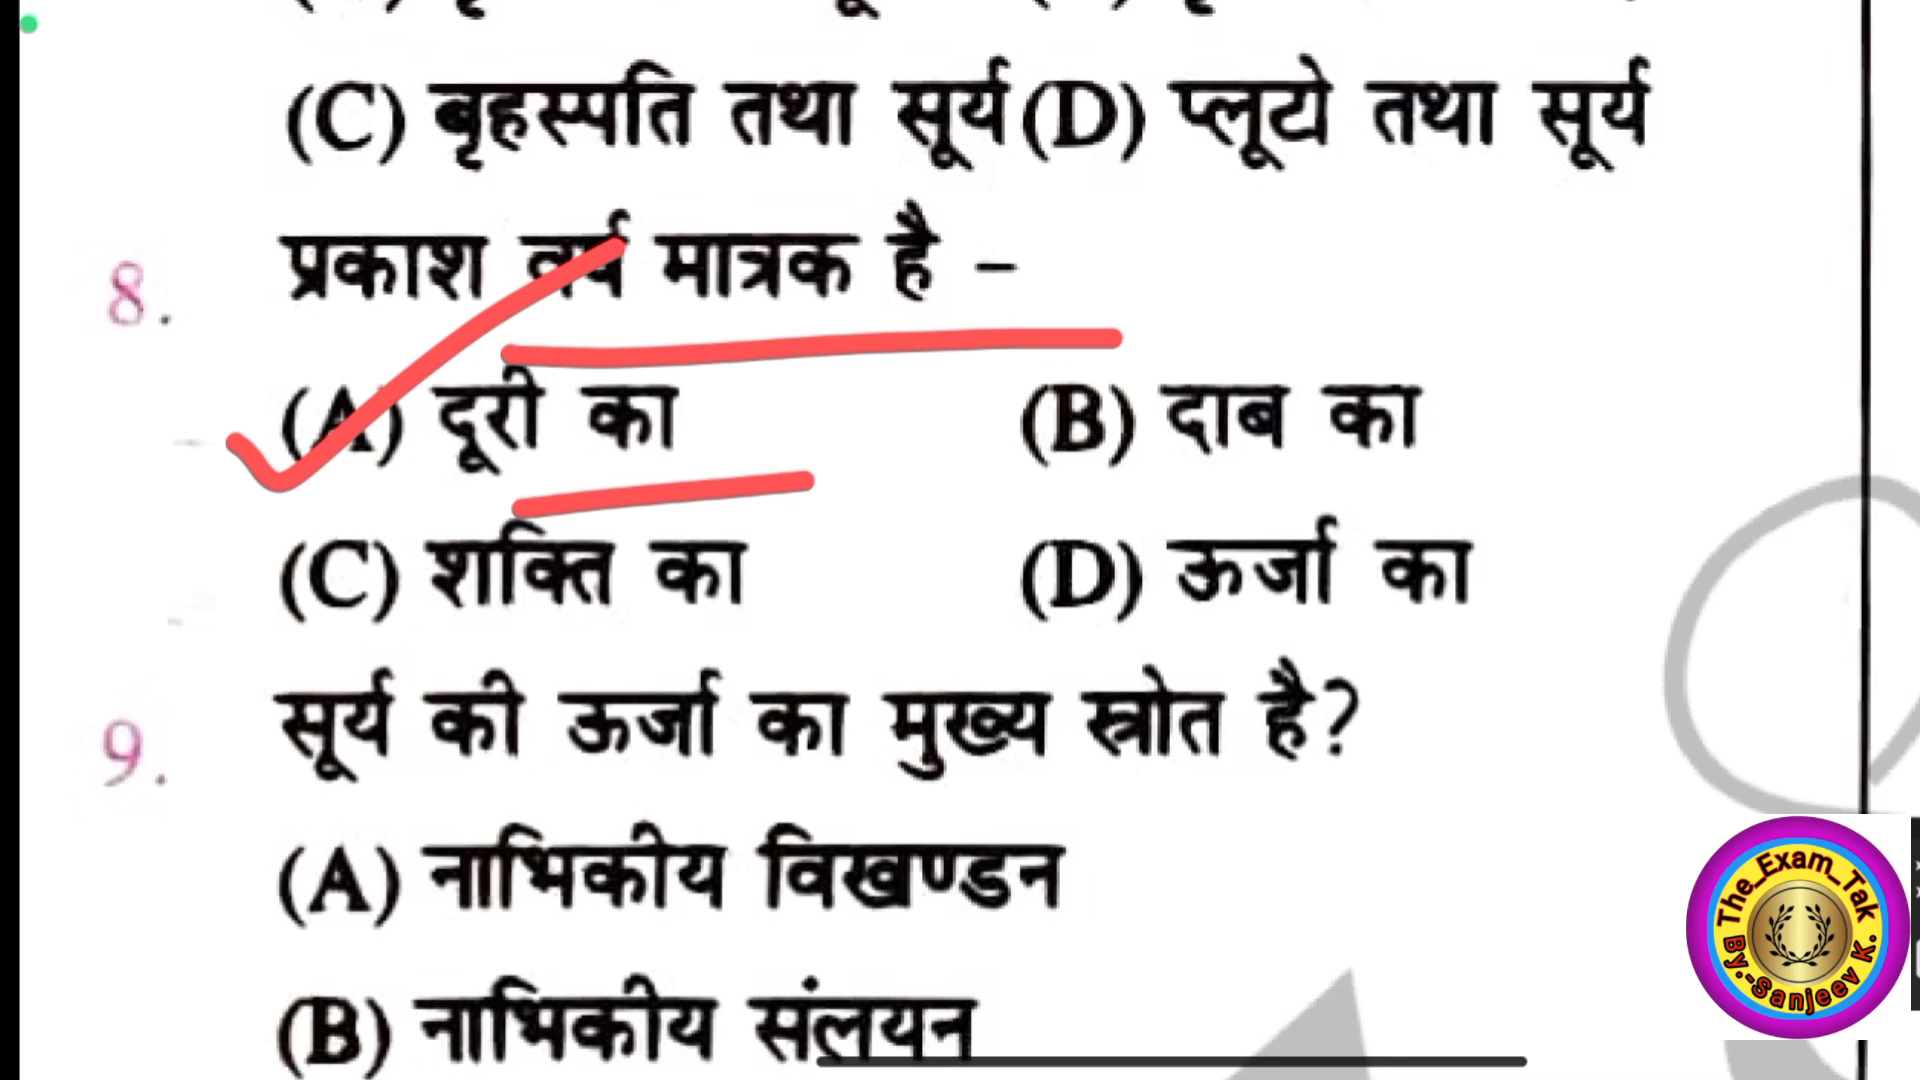 (C) बृहस्पति तथा सूर्य (D) प्लूटो तथा सूर्य
8. प्रकाश वर्ष मात्रक है –
(A) दूरी का (B) दाब का
(C) शक्ति का (D) ऊर्जा का
9. सूर्य की ऊर्जा का मुख्य स्त्रोत है?
(A) नाभिकीय विखण्डन
(B) नाभिकीय संलयन
The_Exam_Tak
By.-Sanjeev K.